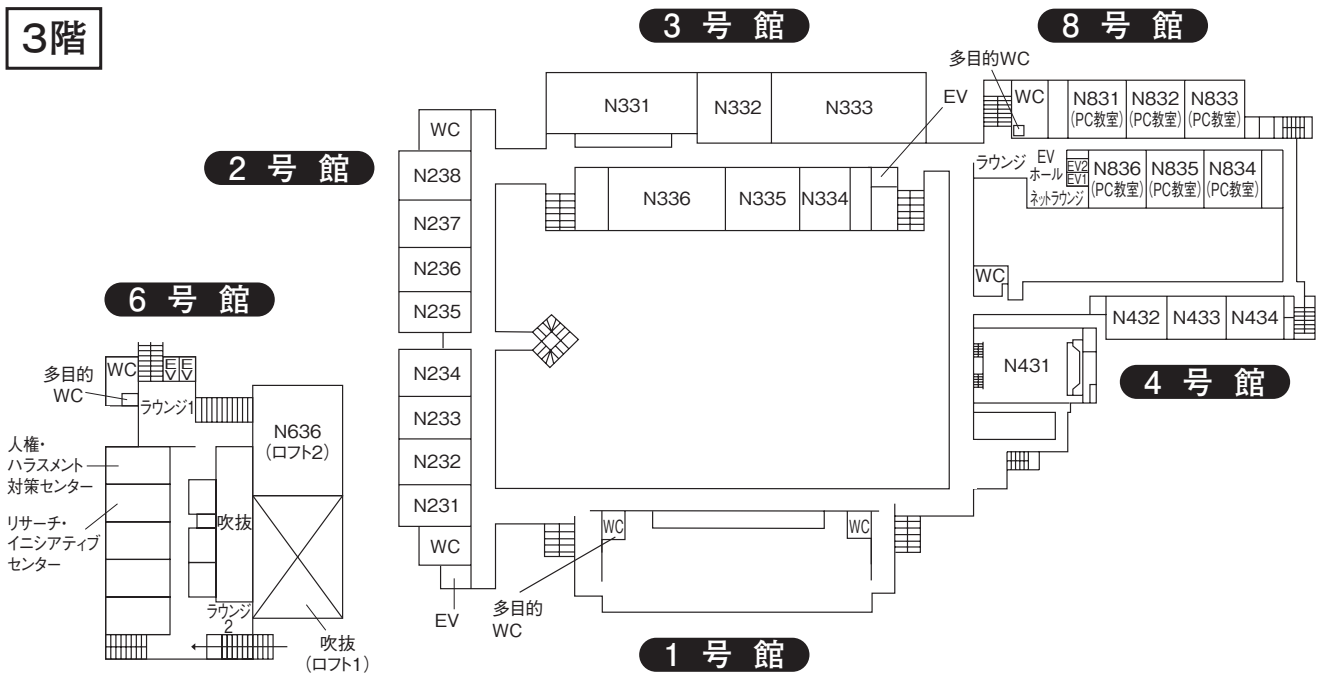 3階
3 号 館
8 号 館
多目的WC
EV
WC
N331
N332
N333
WC
N831
(PC教室)
N832
(PC教室)
N833
(PC教室)
2 号 館
N238
N237
N236
N235
N234
N233
N232
N231
WC
EV
N336
N335
N334
ラウンジ
EV
ホール
EV2
EV1
ネットラウンジ
N836
(PC教室)
N835
(PC教室)
N834
(PC教室)
WC
N432
N433
N434
N431
4 号 館
6 号 館
WC
EV
EV
多目的
WC
ラウンジ1
N636
(ロフト2)
人権・
ハラスメント
対策センター
リサーチ・
イニシアティブ
センター
吹抜
ラウンジ
2
吹抜
(ロフト1)
WC
WC
多目的
WC
1 号 館